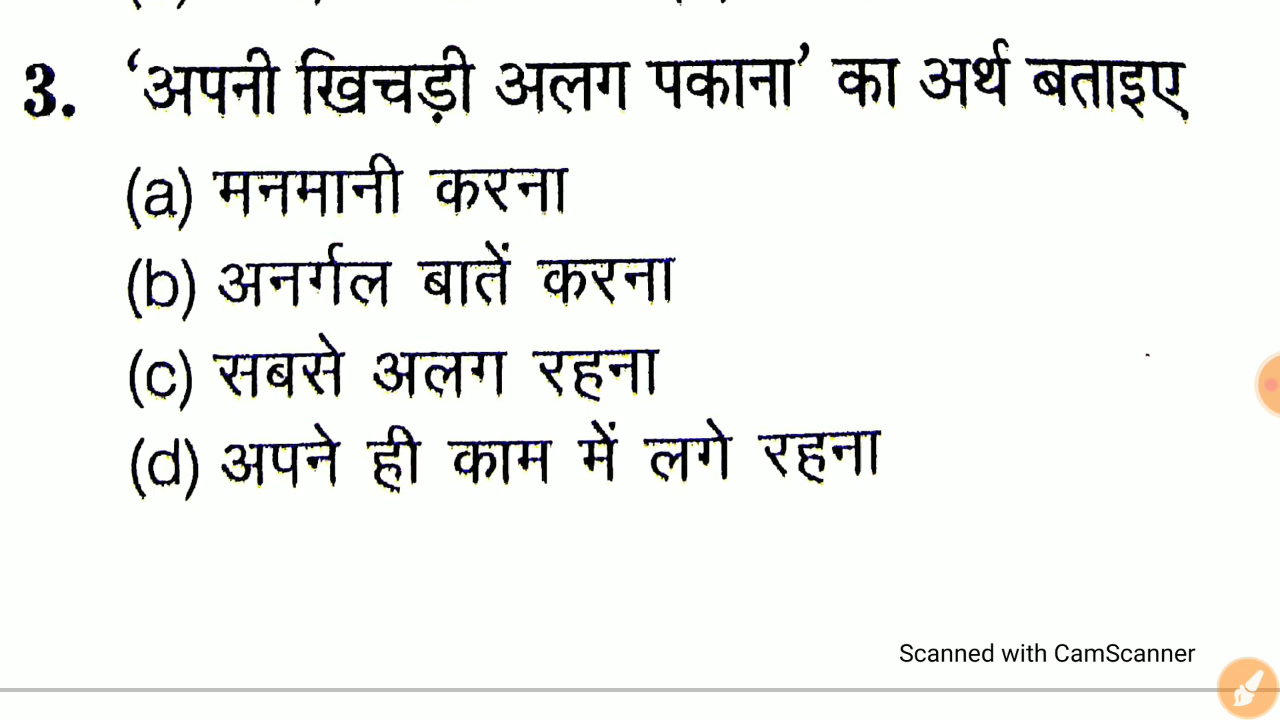 3. ‘अपनी खिचड़ी अलग पकाना’ का अर्थ बताइए
(a) मनमानी करना
(b) अनर्गल बातें करना
(c) सबसे अलग रहना
(d) अपने ही काम में लगे रहना
Scanned with CamScanner